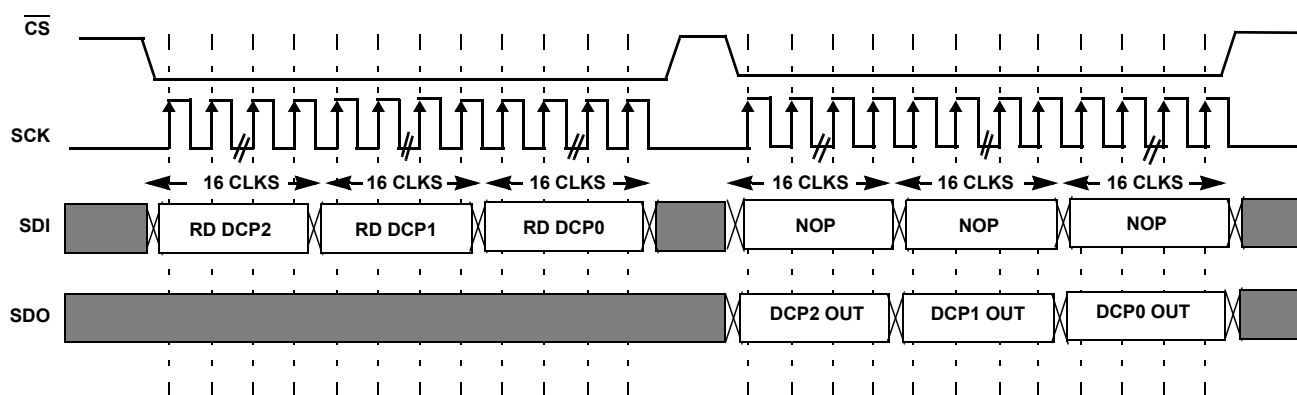 CS
SCK
16 CLKS 16 CLKS 16 CLKS 16 CLKS 16 CLKS 16 CLKS
SDI RD DCP2 RD DCP1 RD DCP0 NOP NOP NOP
SDO DCP2 OUT DCP1 OUT DCP0 OUT